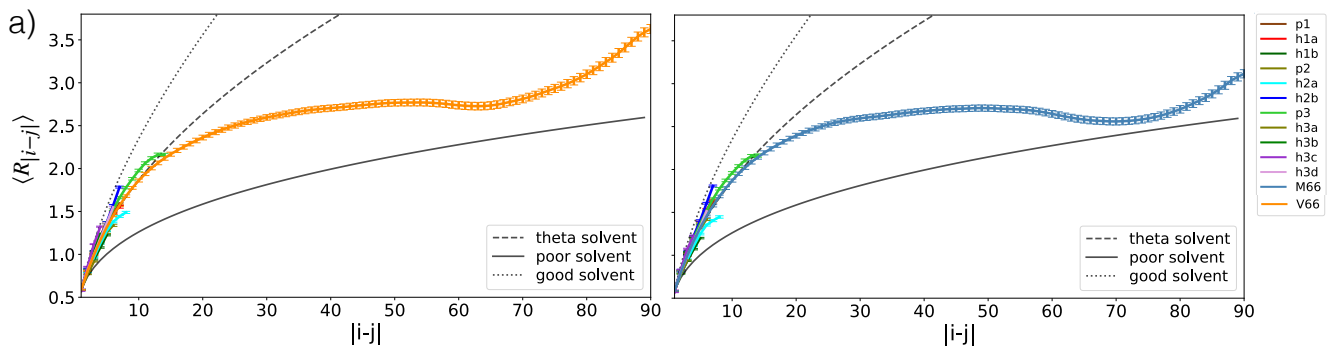 a)
⟨R|i−j|⟩
3.5
3.0
2.5
2.0
1.5
1.0
0.5
10 20 30 40 50 60 70 80 90
|i-j|
theta solvent
poor solvent
good solvent
10 20 30 40 50 60 70 80 90
|i-j|
theta solvent
poor solvent
good solvent
p1
h1a
h1b
p2
h2a
h2b
p3
h3a
h3b
h3c
h3d
M66
V66